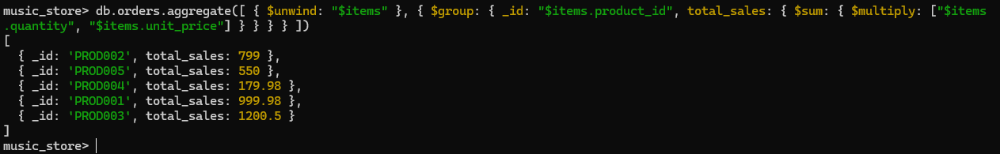 music_store> db.orders.aggregate([ { $unwind: "$items" }, { $group: { _id: "$items.product_id", total_sales: { $sum: { $multiply: ["$items
.quantity", "$items.unit_price"] } } } } ])
[
  { _id: 'PROD002', total_sales: 799 },
  { _id: 'PROD005', total_sales: 550 },
  { _id: 'PROD004', total_sales: 179.98 },
  { _id: 'PROD001', total_sales: 999.98 },
  { _id: 'PROD003', total_sales: 1200.5 }
]
music_store>